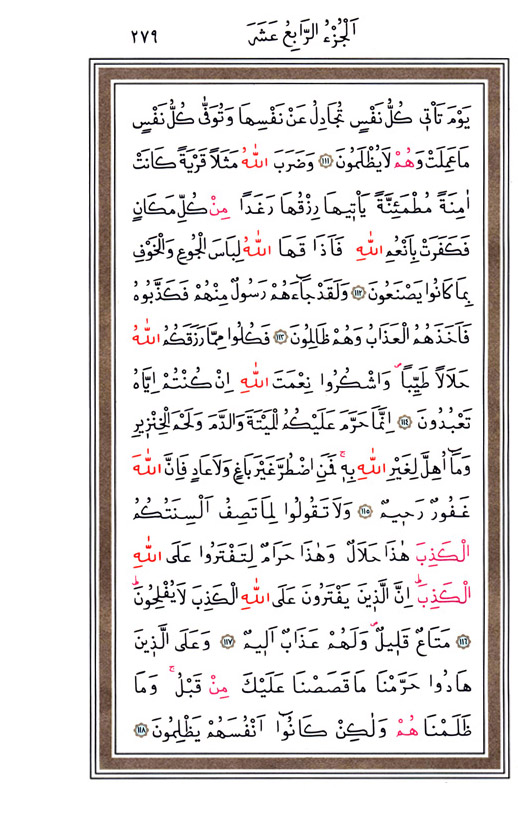 اَلْجُزْءُ الرَّابِعُ عَشَرَ ٢٧٩
يَوْمَ تَأْتٖي كُلُّ نَفْسٍ تُجَادِلُ عَنْ نَفْسِهَا وَتُوَفّٰى كُلُّ نَفْسٍ
مَا عَمِلَتْ وَهُمْ لَا يُظْلَمُونَ ﴿١١١﴾ وَضَرَبَ اللّٰهُ مَثَلًا قَرْيَةً كَانَتْ
اٰمِنَةً مُطْمَئِنَّةً يَأْتٖيهَا رِزْقُهَا رَغَدًا مِنْ كُلِّ مَكَانٍ
فَكَفَرَتْ بِاَنْعُمِ اللّٰهِ فَاَذَاقَهَا اللّٰهُ لِبَاسَ الْجُوعِ وَالْخَوْفِ
بِمَا كَانُوا يَصْنَعُونَ ﴿١١٢﴾ وَلَقَدْ جَٓاءَهُمْ رَسُولٌ مِنْهُمْ فَكَذَّبُوهُ
فَاَخَذَهُمُ الْعَذَابُ وَهُمْ ظَالِمُونَ ﴿١١٣﴾ فَكُلُوا مِمَّا رَزَقَكُمُ اللّٰهُ
حَلَالًا طَيِّبًا وَاشْكُرُوا نِعْمَتَ اللّٰهِ اِنْ كُنْتُمْ اِيَّاهُ
تَعْبُدُونَ ﴿١١٤﴾ اِنَّمَا حَرَّمَ عَلَيْكُمُ الْمَيْتَةَ وَالدَّمَ وَلَحْمَ الْخِنْزٖيرِ
وَمَٓا اُهِلَّ لِغَيْرِ اللّٰهِ بِهٖۚ فَمَنِ اضْطُرَّ غَيْرَ بَاغٍ وَلَا عَادٍ فَاِنَّ اللّٰهَ
غَفُورٌ رَحٖيمٌ ﴿١١٥﴾ وَلَا تَقُولُوا لِمَا تَصِفُ اَلْسِنَتُكُمُ
الْكَذِبَ هٰذَا حَلَالٌ وَهٰذَا حَرَامٌ لِتَفْتَرُوا عَلَى اللّٰهِ
الْكَذِبَؕ اِنَّ الَّذٖينَ يَفْتَرُونَ عَلَى اللّٰهِ الْكَذِبَ لَا يُفْلِحُونَؕ
﴿١١٦﴾ مَتَاعٌ قَلٖيلٌ وَلَهُمْ عَذَابٌ اَلٖيمٌ ﴿١١٧﴾ وَعَلَى الَّذٖينَ
هَادُوا حَرَّمْنَا مَا قَصَصْنَا عَلَيْكَ مِنْ قَبْلُۚ وَمَا
ظَلَمْنَاهُمْ وَلٰكِنْ كَانُٓوا اَنْفُسَهُمْ يَظْلِمُونَ ﴿١١٨﴾